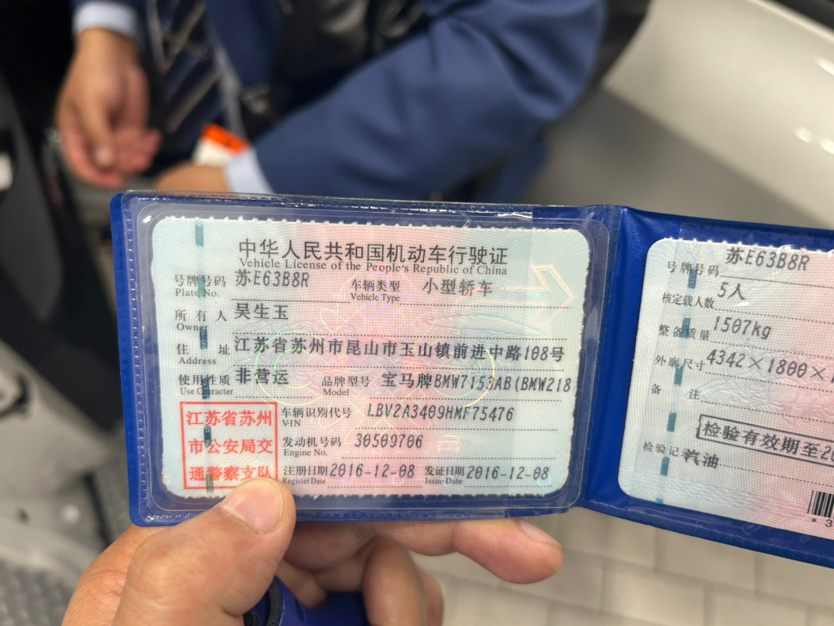 中华人民共和国机动车行驶证
Vehicle License of the People's Republic of China
号牌号码 苏E63B8R 车辆类型 小型轿车
Plate No. Vehicle Type
所有人 吴生玉
Owner
住址 江苏省苏州市昆山市玉山镇前进中路108号
Address
使用性质 非营运 品牌型号 宝马牌BMW7153AB(BMW218
Use Character Model
江苏省苏州
市公安局交
通警察支队
车辆识别代号 LBV2A3409HMF75476
VIN
发动机号码 30509706
Engine No.
注册日期 2016-12-08 发证日期 2016-12-08
Register Date Issue Date
号牌号码 苏E63B8R
核定载人数 5人
整备质量 1507kg
外廓尺寸 4342×1800×
备注
检验有效期至20
检验记 汽油